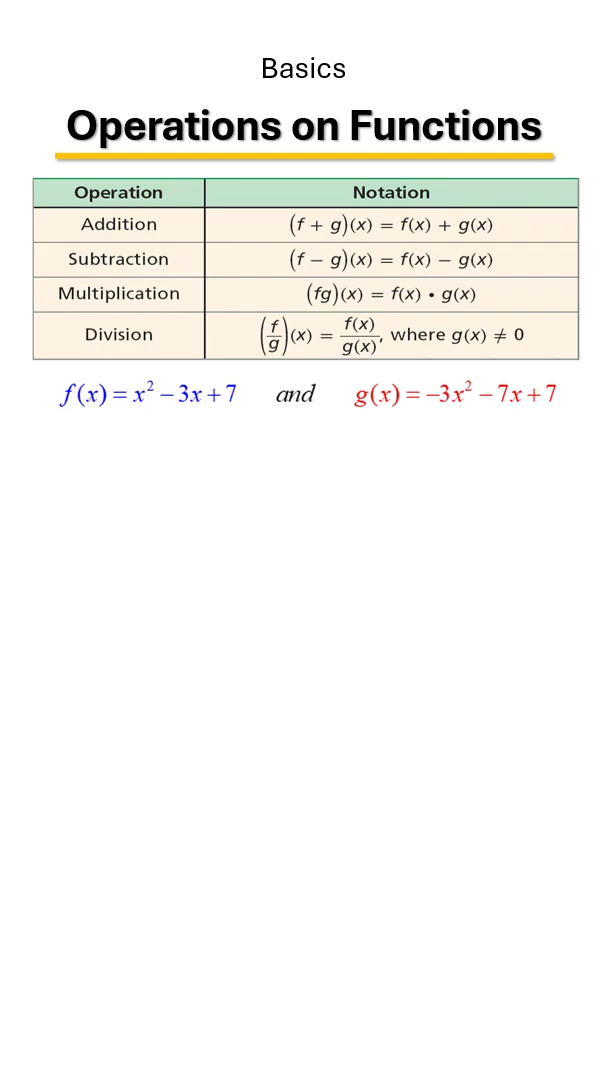 Basics
Operations on Functions
Operation Notation
Addition (f + g)(x) = f(x) + g(x)
Subtraction (f − g)(x) = f(x) − g(x)
Multiplication (fg)(x) = f(x) • g(x)
Division (f/g)(x) = f(x)/g(x), where g(x) ≠ 0
f(x) = x² − 3x + 7 and g(x) = −3x² − 7x + 7